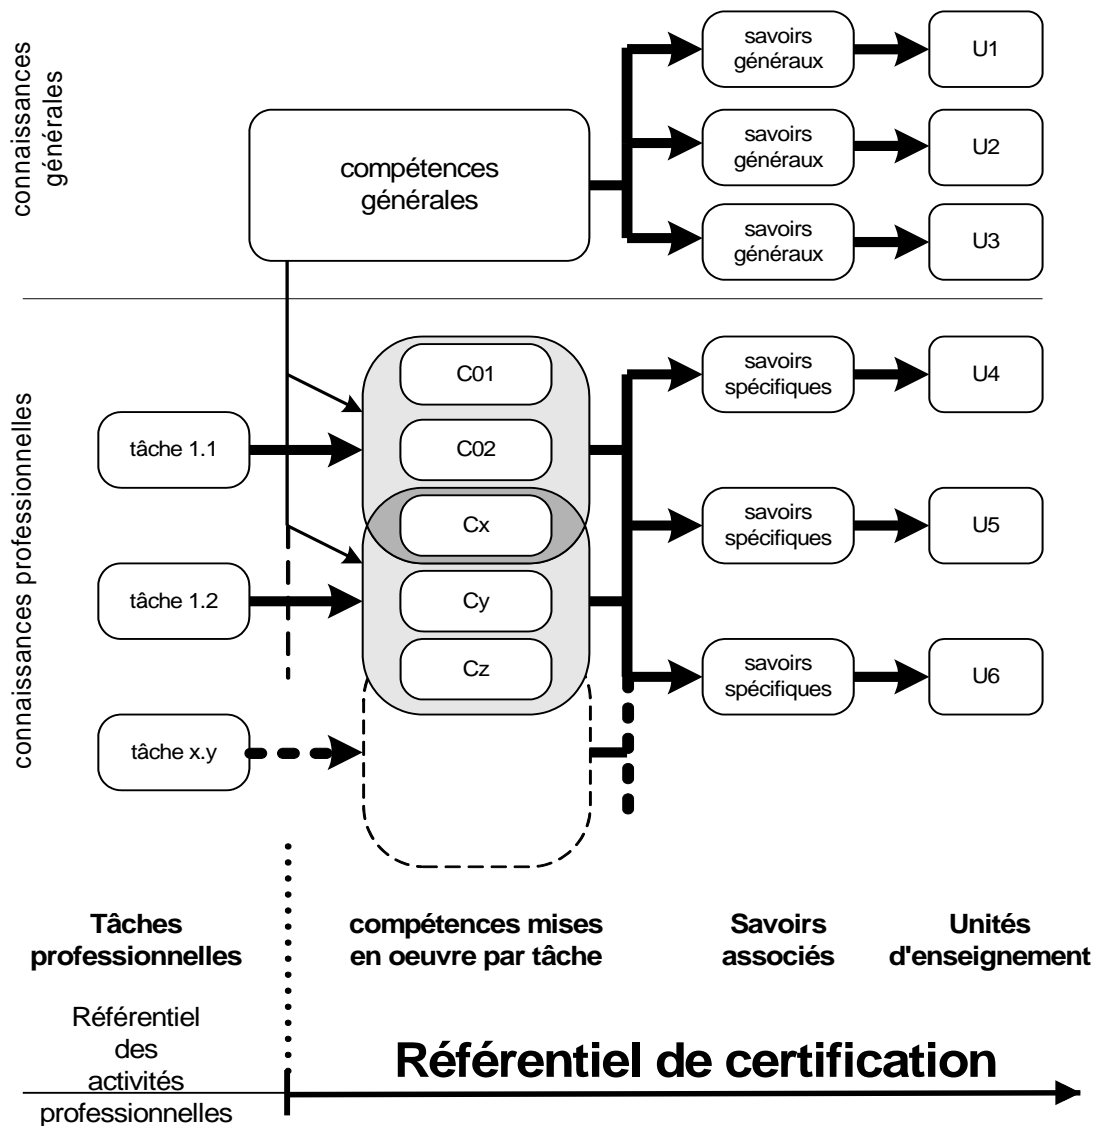 connaissances
générales
compétences
générales
savoirs
généraux
U1
savoirs
généraux
U2
savoirs
généraux
U3
connaissances professionnelles
tâche 1.1
tâche 1.2
tâche x.y
C01
C02
Cx
Cy
Cz
savoirs
spécifiques
U4
savoirs
spécifiques
U5
savoirs
spécifiques
U6
Tâches
professionnelles
compétences mises
en oeuvre par tâche
Savoirs
associés
Unités
d'enseignement
Référentiel
des
activités
professionnelles
Référentiel de certification